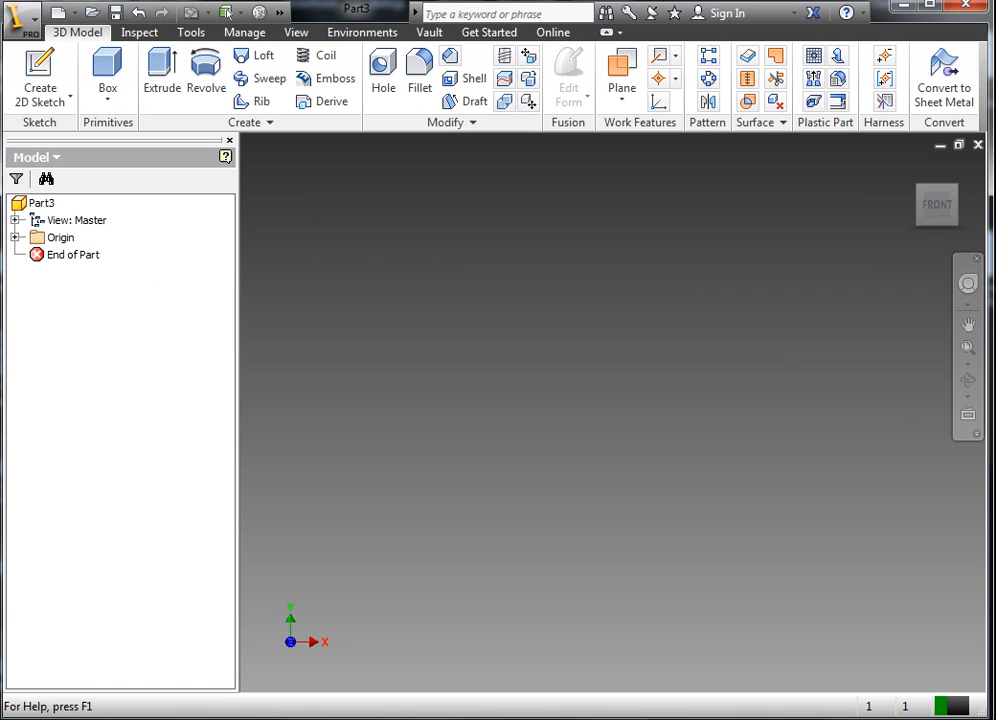 Part3
Type a keyword or phrase
Sign In
PRO
3D Model Inspect Tools Manage View Environments Vault Get Started Online
Create
2D Sketch
Box
Extrude
Revolve
Loft
Sweep
Rib
Coil
Emboss
Derive
Hole
Fillet
Shell
Draft
Edit
Form
Plane
Convert to
Sheet Metal
Sketch Primitives Create Modify Fusion Work Features Pattern Surface Plastic Part Harness Convert
Model
Part3
View: Master
Origin
End of Part
FRONT
Y
X
For Help, press F1
1 1